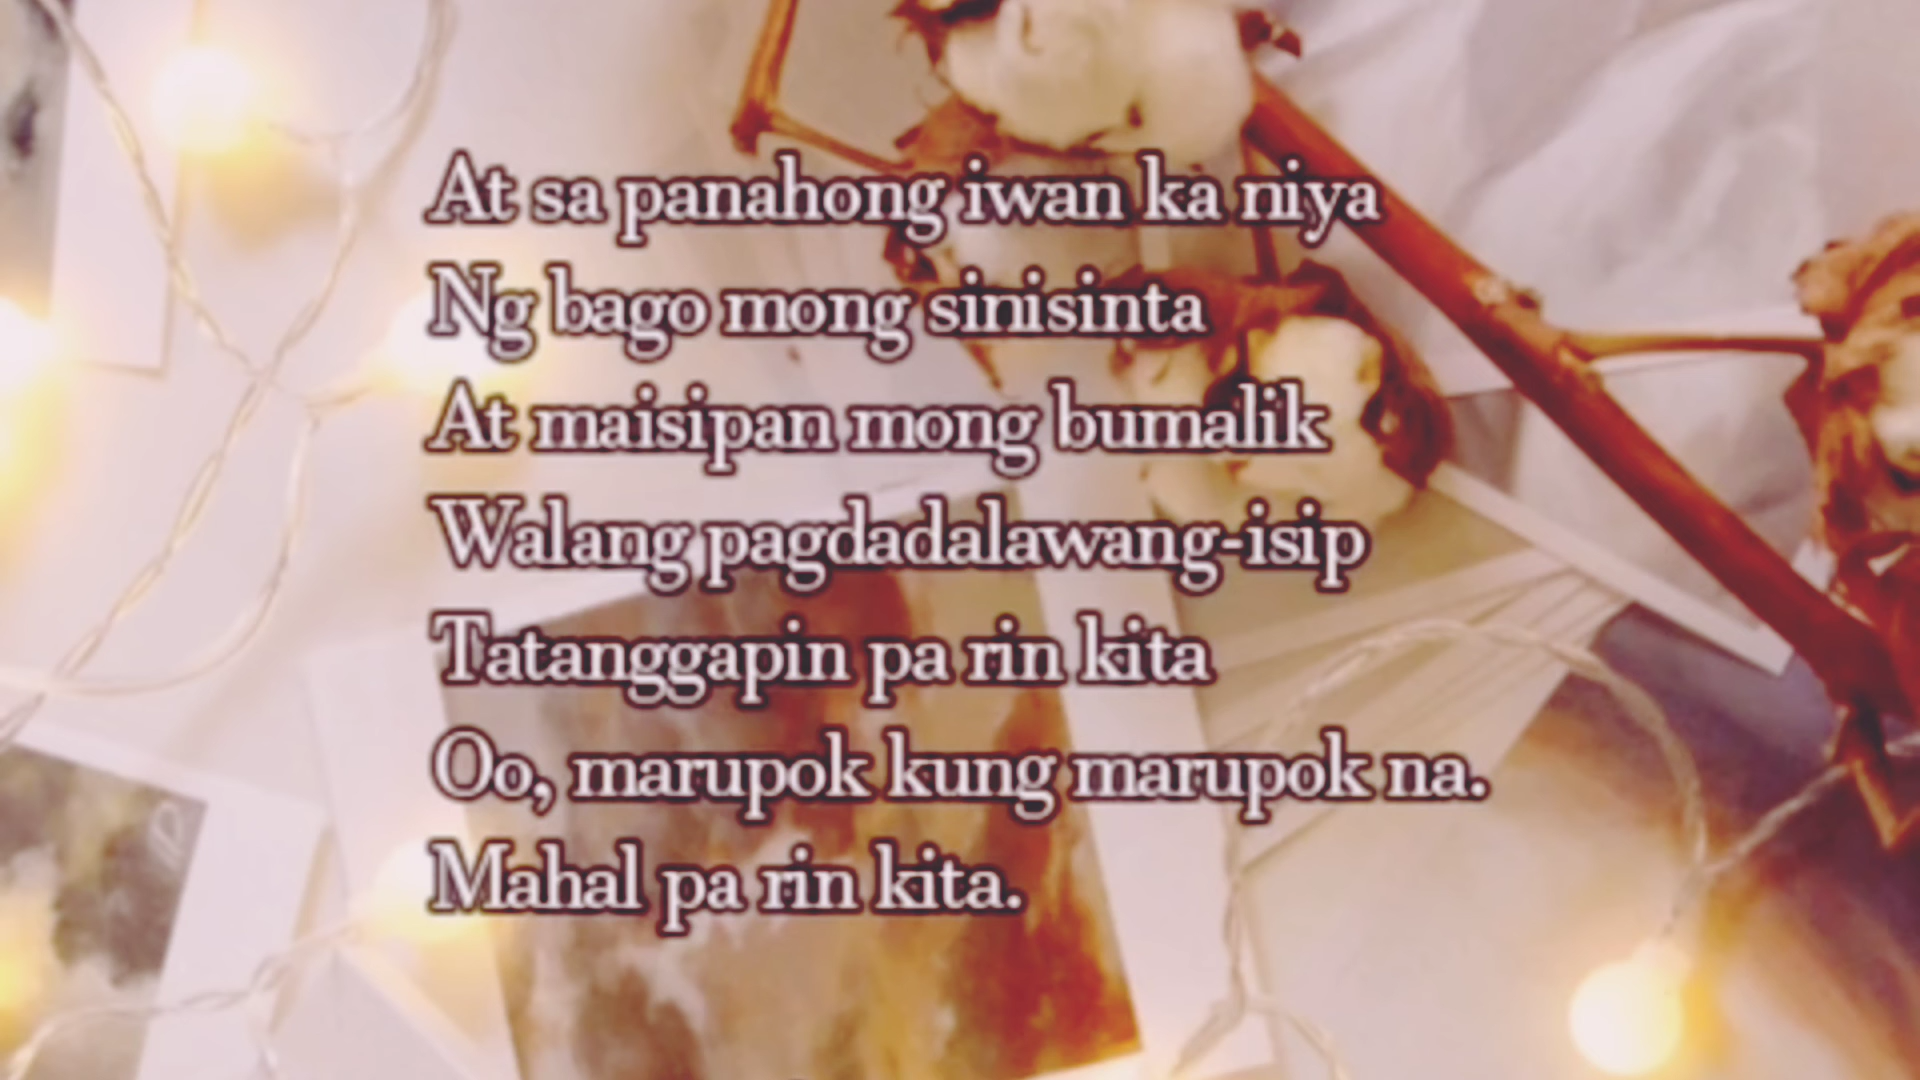 At sa panahong iwan ka niya
Ng bago mong sinisinta
At maisipan mong bumalik
Walang pagdadalawang-isip
Tatanggapin pa rin kita
Oo, marupok kung marupok na.
Mahal pa rin kita.